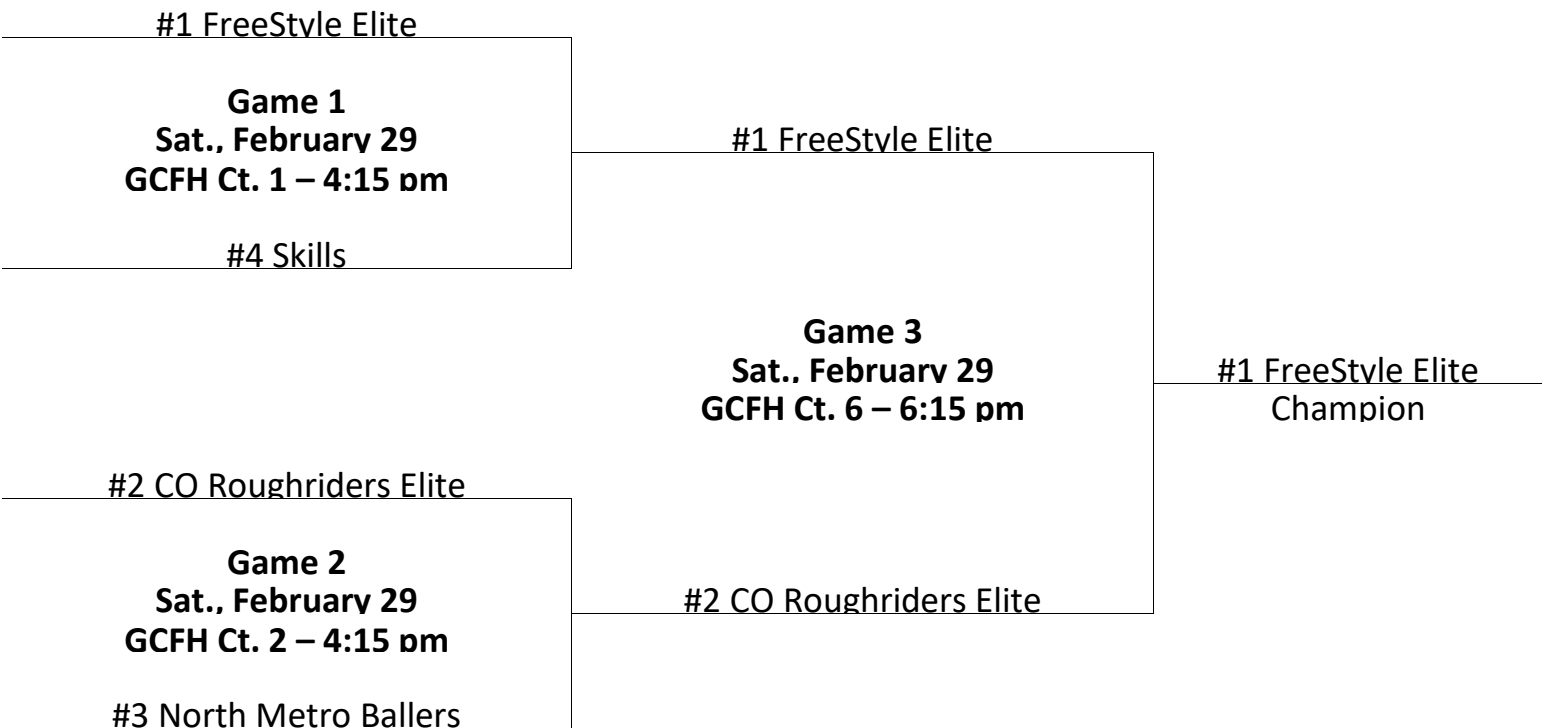 #1 FreeStyle Elite
Game 1
Sat., February 29
GCFH Ct. 1 – 4:15 pm
#4 Skills
#1 FreeStyle Elite
Game 3
Sat., February 29
GCFH Ct. 6 – 6:15 pm
#1 FreeStyle Elite
Champion
#2 CO Roughriders Elite
Game 2
Sat., February 29
GCFH Ct. 2 – 4:15 pm
#3 North Metro Ballers
#2 CO Roughriders Elite